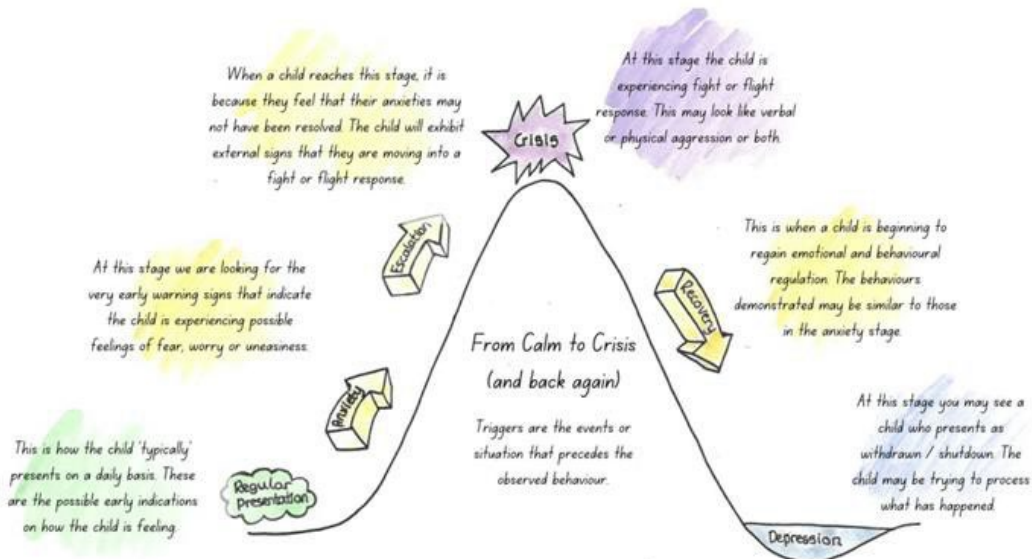 When a child reaches this stage, it is
because they feel that their anxieties may
not have been resolved. The child will exhibit
external signs that they are moving into a
fight or flight response.
At this stage the child is
experiencing fight or flight
response. This may look like verbal
or physical aggression or both.
Crisis
Escalation
At this stage we are looking for the
very early warning signs that indicate
the child is experiencing possible
feelings of fear, worry or uneasiness.
This is when a child is beginning to
regain emotional and behavioural
regulation. The behaviours
demonstrated may be similar to those
in the anxiety stage.
Recovery
From Calm to Crisis
(and back again)
Triggers are the events or
situation that precedes the
observed behaviour.
Anxiety
This is how the child 'typically'
presents on a daily basis. These
are the possible early indications
on how the child is feeling.
Regular
Presentation
At this stage you may see a
child who presents as
withdrawn / shutdown. The
child may be trying to process
what has happened.
Depression